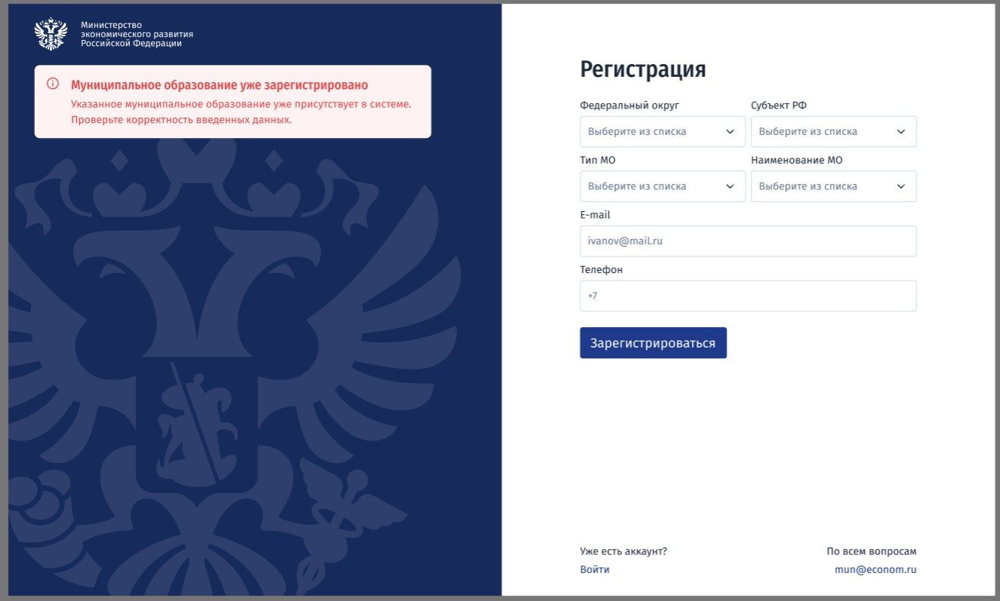 Министерство
экономического развития
Российской Федерации
Муниципальное образование уже зарегистрировано
Указанное муниципальное образование уже присутствует в системе.
Проверьте корректность введенных данных.
Регистрация
Федеральный округ
Субъект РФ
Выберите из списка
Выберите из списка
Тип МО
Наименование МО
Выберите из списка
Выберите из списка
E-mail
ivanov@mail.ru
Телефон
+7
Зарегистрироваться
Уже есть аккаунт?
По всем вопросам
Войти
mun@econom.ru